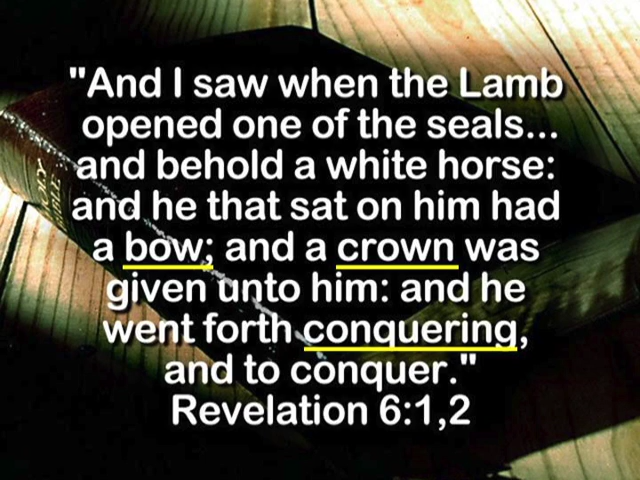 "And I saw when the Lamb
opened one of the seals...
and behold a white horse:
and he that sat on him had
a bow; and a crown was
given unto him: and he
went forth conquering,
and to conquer."
Revelation 6:1,2